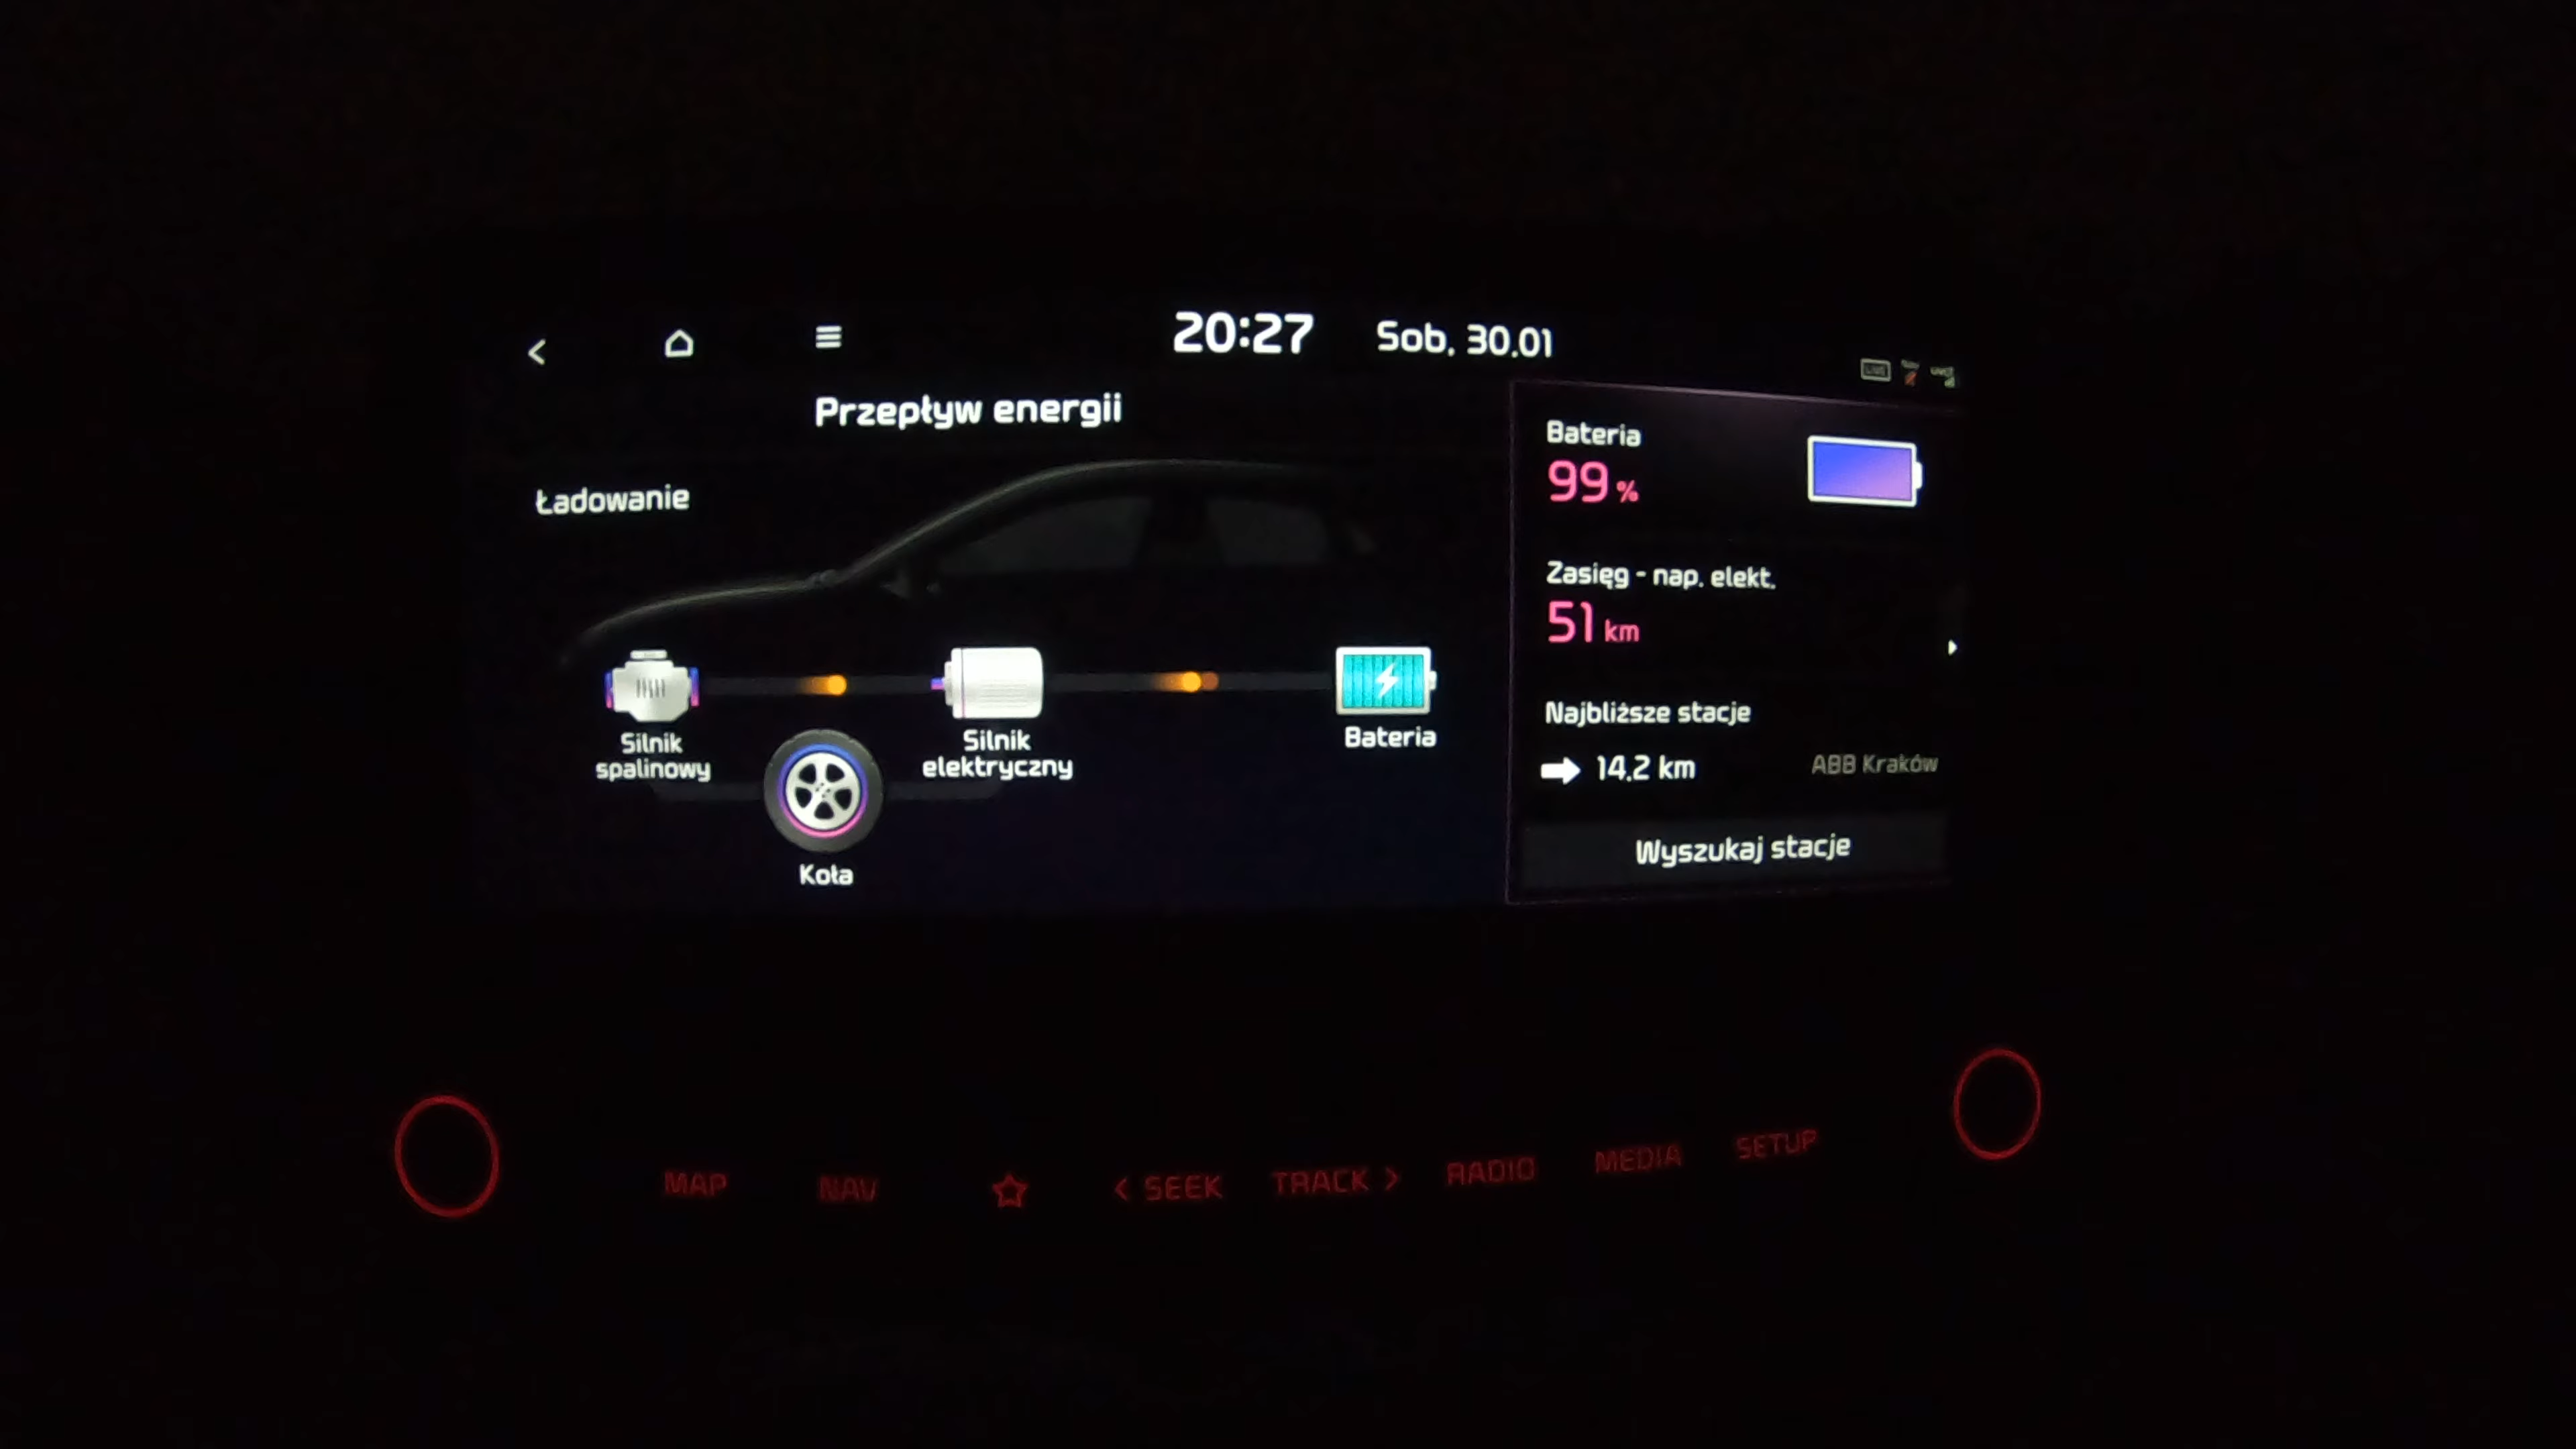 20:27
Sob, 30.01
Przepływ energii
Ładowanie
Silnik
spalinowy
Koła
Silnik
elektryczny
Bateria
Bateria
99 %
Zasięg - nap. elekt.
51 km
Najbliższe stacje
14.2 km
ABB Kraków
Wyszukaj stacje
MAP
NAV
< SEEK
TRACK >
RADIO
MEDIA
SETUP